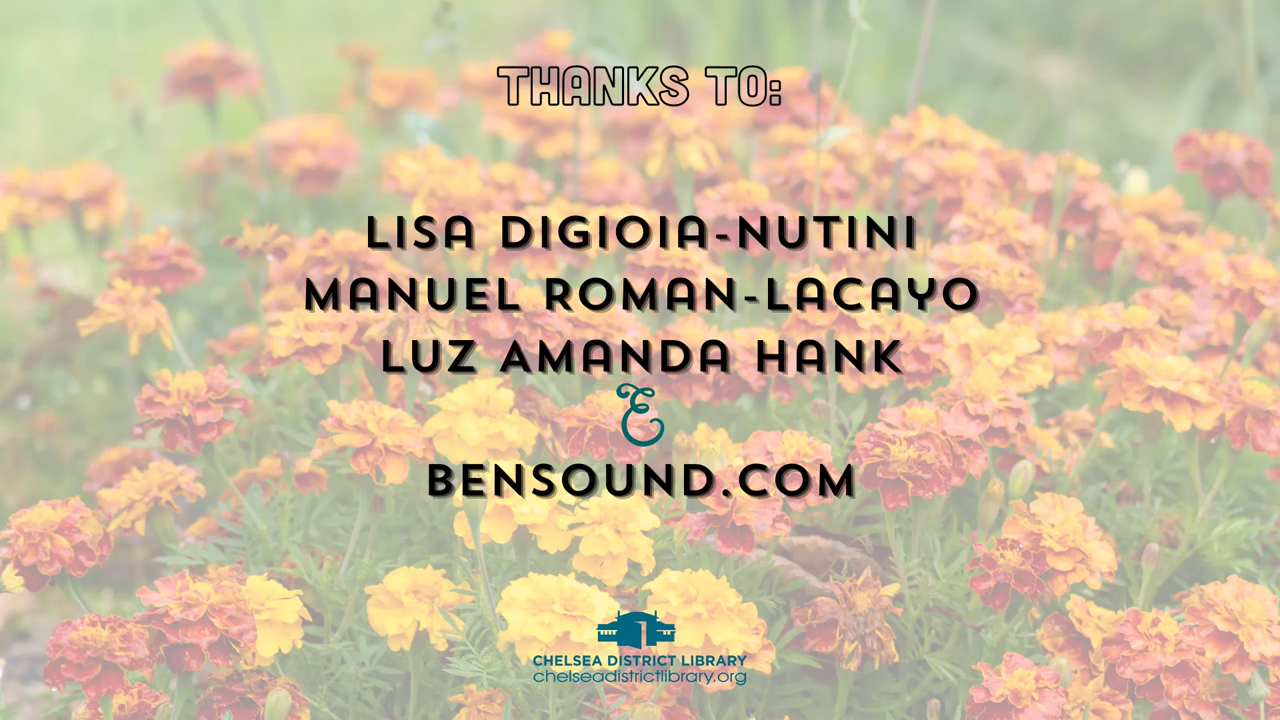 THANKS TO:
LISA DIGIOIA-NUTINI
MANUEL ROMAN-LACAYO
LUZ AMANDA HANK
&
BENSOUND.COM
CHELSEA DISTRICT LIBRARY
chelseadistrictlibrary.org